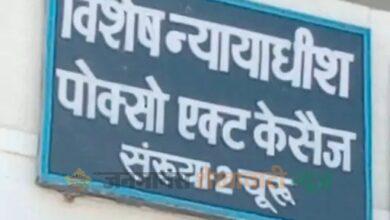 विशेष न्यायाधीश
पोक्सो एक्ट केसैज
संख्या 2